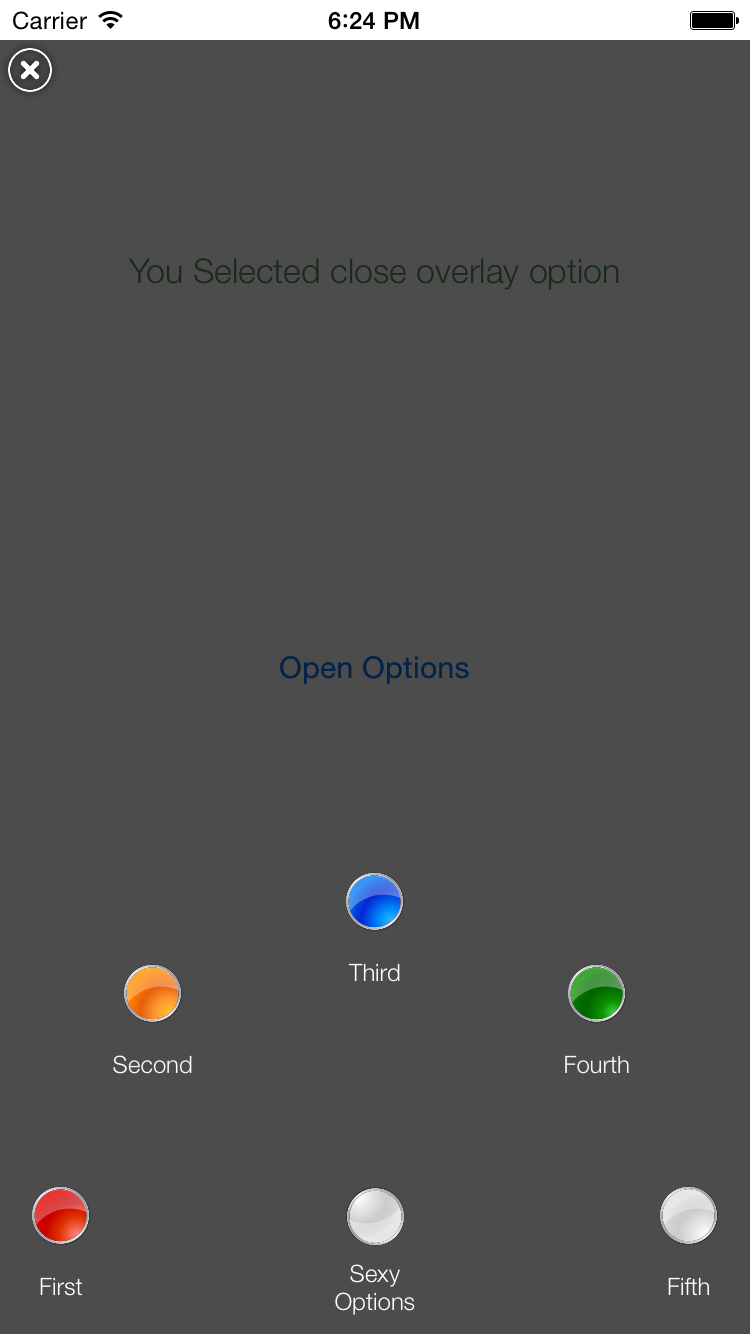 Carrier 6:24 PM
You Selected close overlay option
Open Options
Third
Second
Fourth
First
Sexy
Options
Fifth